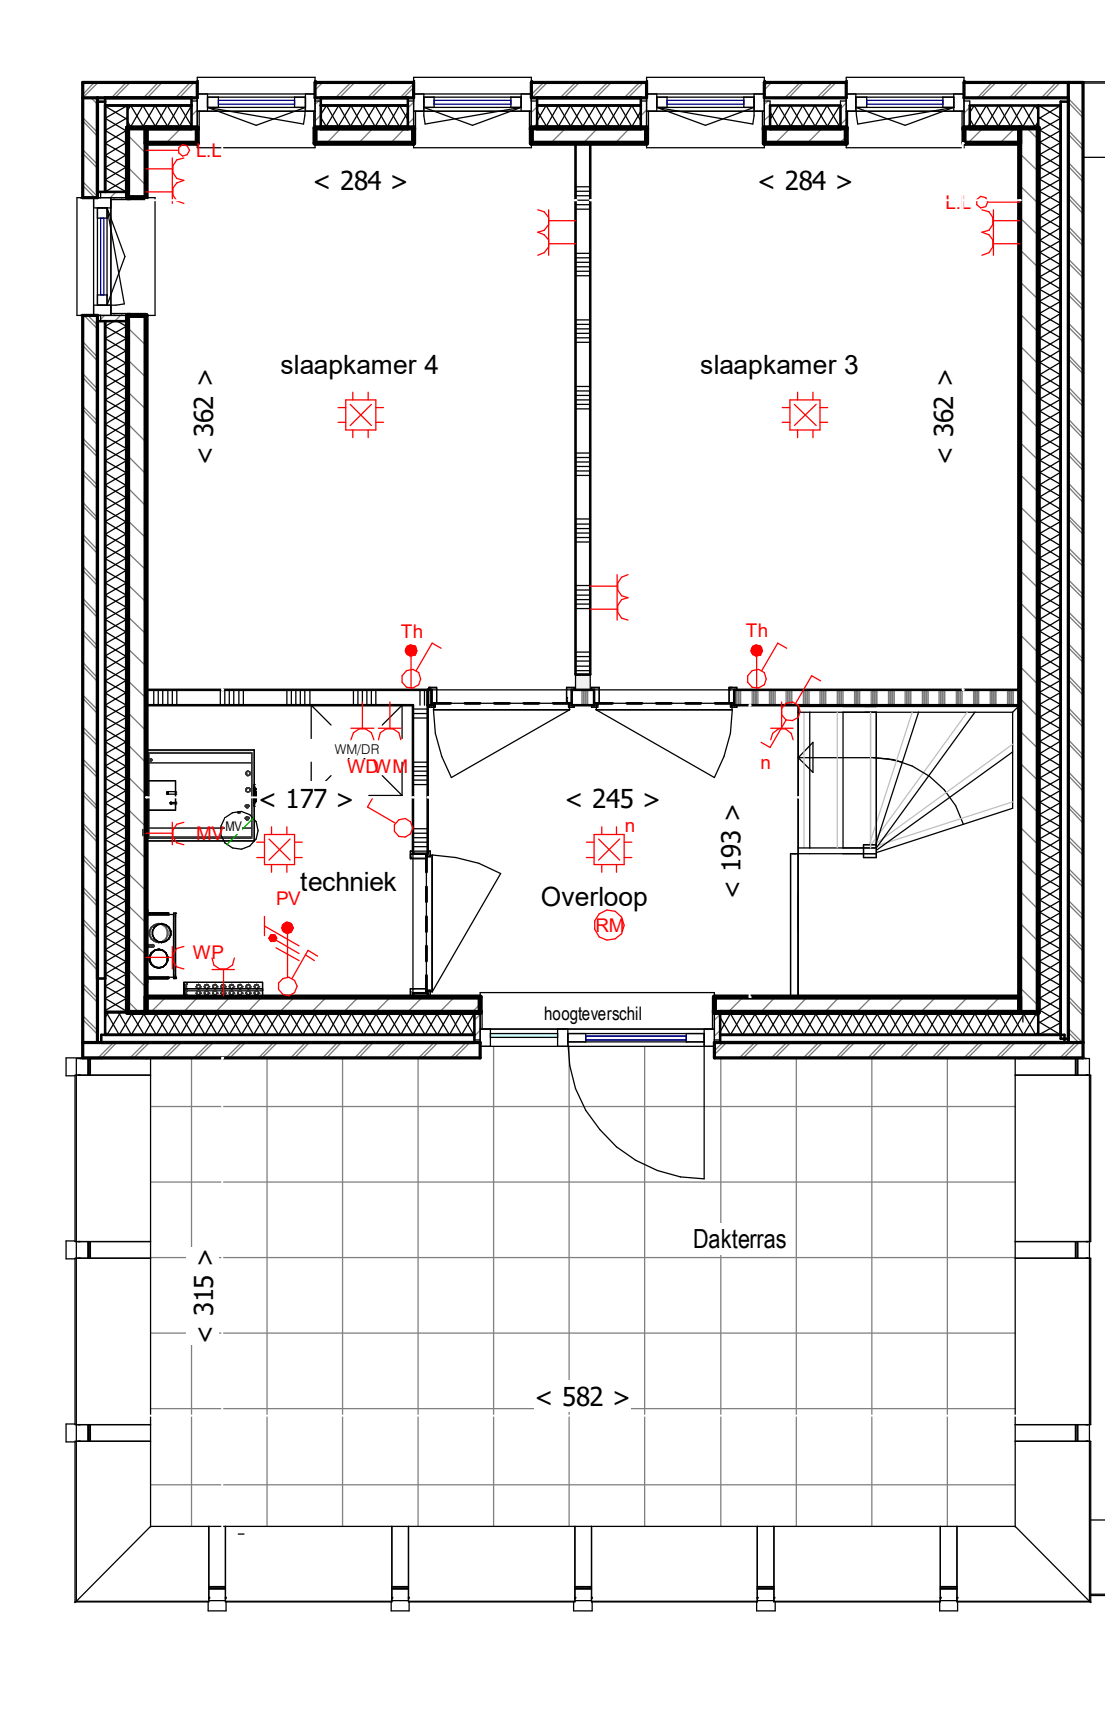 L.L
< 284 >
< 284 >
L.L
slaapkamer 4
slaapkamer 3
< 362 >
< 362 >
Th
Th
WM/DR
WD
WM
n
< 177 >
< 245 >
< 193 >
MV
MV
n
techniek
PV
Overloop
RM
WP
hoogteverschil
Dakterras
< 315 >
< 582 >